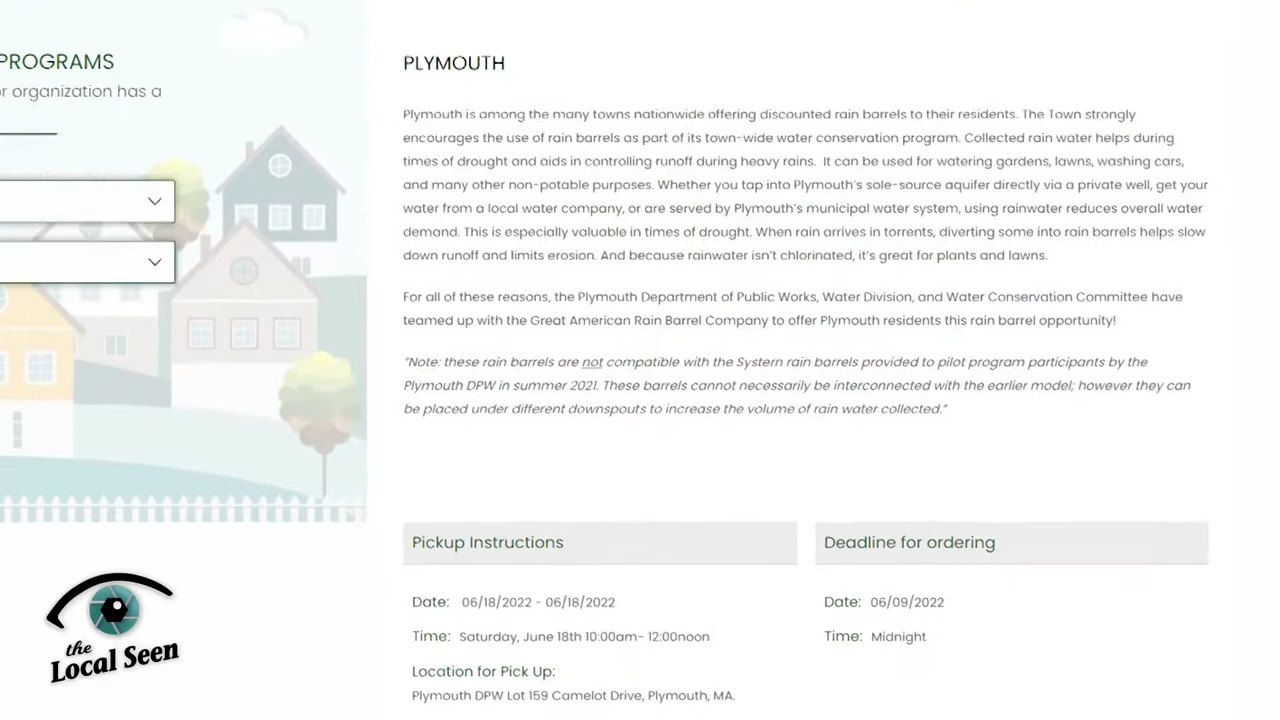 PROGRAMS
or organization has a
PLYMOUTH
Plymouth is among the many towns nationwide offering discounted rain barrels to their residents. The Town strongly
encourages the use of rain barrels as part of its town-wide water conservation program. Collected rain water helps during
times of drought and aids in controlling runoff during heavy rains. It can be used for watering gardens, lawns, washing cars,
and many other non-potable purposes. Whether you tap into Plymouth's sole-source aquifer directly via a private well, get your
water from a local water company, or are served by Plymouth's municipal water system, using rainwater reduces overall water
demand. This is especially valuable in times of drought. When rain arrives in torrents, diverting some into rain barrels helps slow
down runoff and limits erosion. And because rainwater isn't chlorinated, it's great for plants and lawns.
For all of these reasons, the Plymouth Department of Public Works, Water Division, and Water Conservation Committee have
teamed up with the Great American Rain Barrel Company to offer Plymouth residents this rain barrel opportunity!
"Note: these rain barrels are not compatible with the Systern rain barrels provided to pilot program participants by the
Plymouth DPW in summer 2021. These barrels cannot necessarily be interconnected with the earlier model; however they can
be placed under different downspouts to increase the volume of rain water collected."
Pickup Instructions
Date: 06/18/2022 - 06/18/2022
Time: Saturday, June 18th 10:00am- 12:00noon
Location for Pick Up:
Plymouth DPW Lot 159 Camelot Drive, Plymouth, MA.
Deadline for ordering
Date: 06/09/2022
Time: Midnight
the
Local Seen